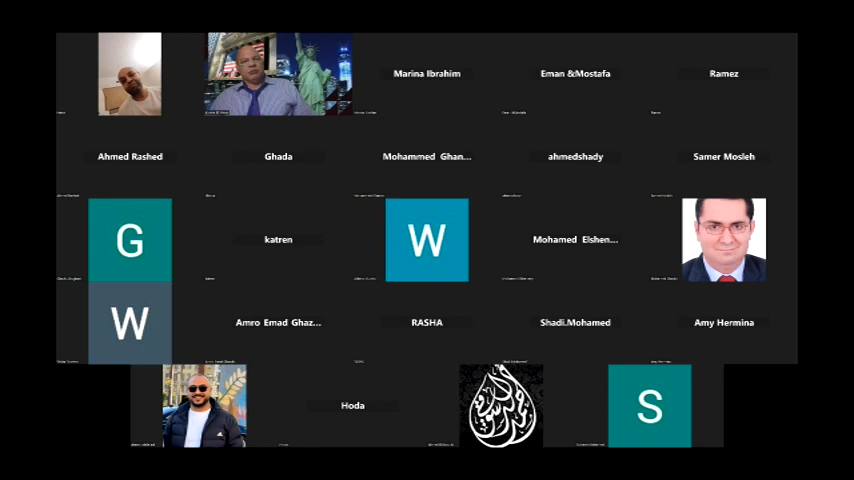 Marina Ibrahim
Eman &Mostafa
Ramez
Ahmed Rashed
Ghada
Mohammed Ghan...
ahmedshady
Samer Mosleh
G
katren
W
Mohamed Elshen...
W
Amro Emad Ghaz...
RASHA
Shadi.Mohamed
Amy Hermina
Hoda
S